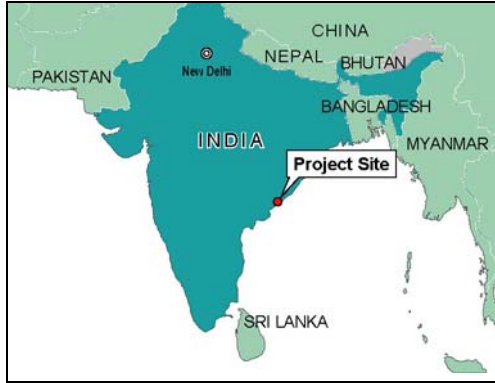 CHINA
NEPAL
BHUTAN
New Delhi
PAKISTAN
BANGLADESH
INDIA
MYANMAR
Project Site
SRI LANKA